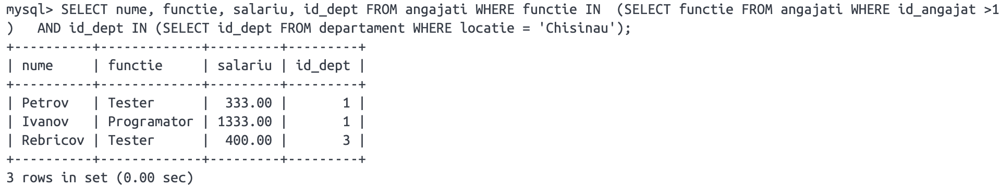 mysql> SELECT nume, functie, salariu, id_dept FROM angajati WHERE functie IN  (SELECT functie FROM angajati WHERE id_angajat >1
)   AND id_dept IN (SELECT id_dept FROM departament WHERE locatie = 'Chisinau');
+----------+------------+---------+---------+
| nume     | functie    | salariu | id_dept |
+----------+------------+---------+---------+
| Petrov   | Tester     |  333.00 |       1 |
| Ivanov   | Programator | 1333.00 |       1 |
| Rebricov | Tester     |  400.00 |       3 |
+----------+------------+---------+---------+
3 rows in set (0.00 sec)